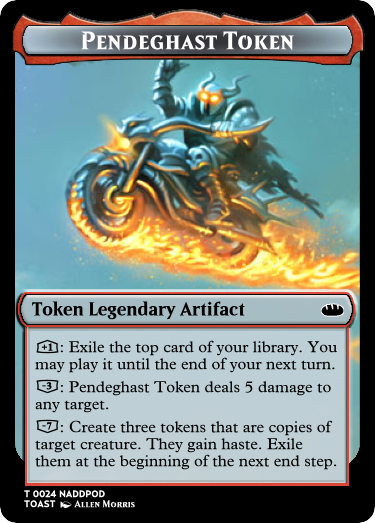 Pendeghast Token
Token Legendary Artifact
+1: Exile the top card of your library. You
may play it until the end of your next turn.
-3: Pendeghast Token deals 5 damage to
any target.
-7: Create three tokens that are copies of
target creature. They gain haste. Exile
them at the beginning of the next end step.
T 0024 NADDPOD
TOAST Allen Morris